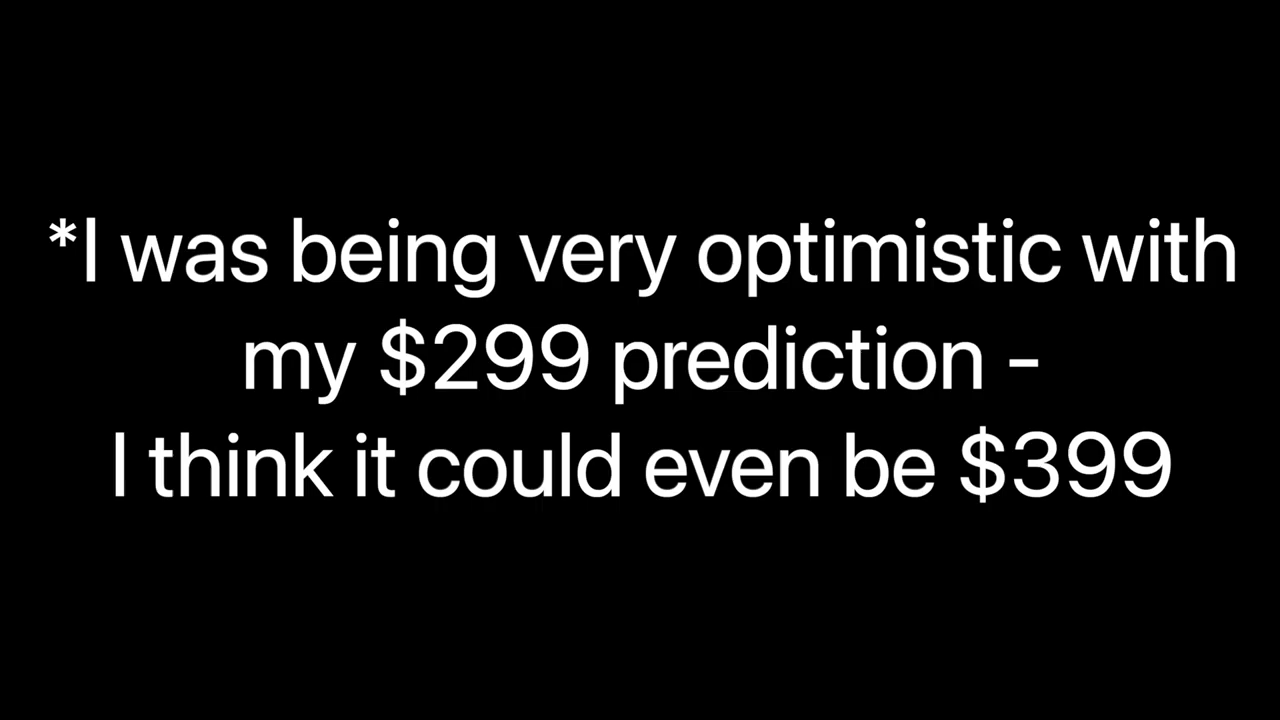 *I was being very optimistic with
my $299 prediction -
I think it could even be $399